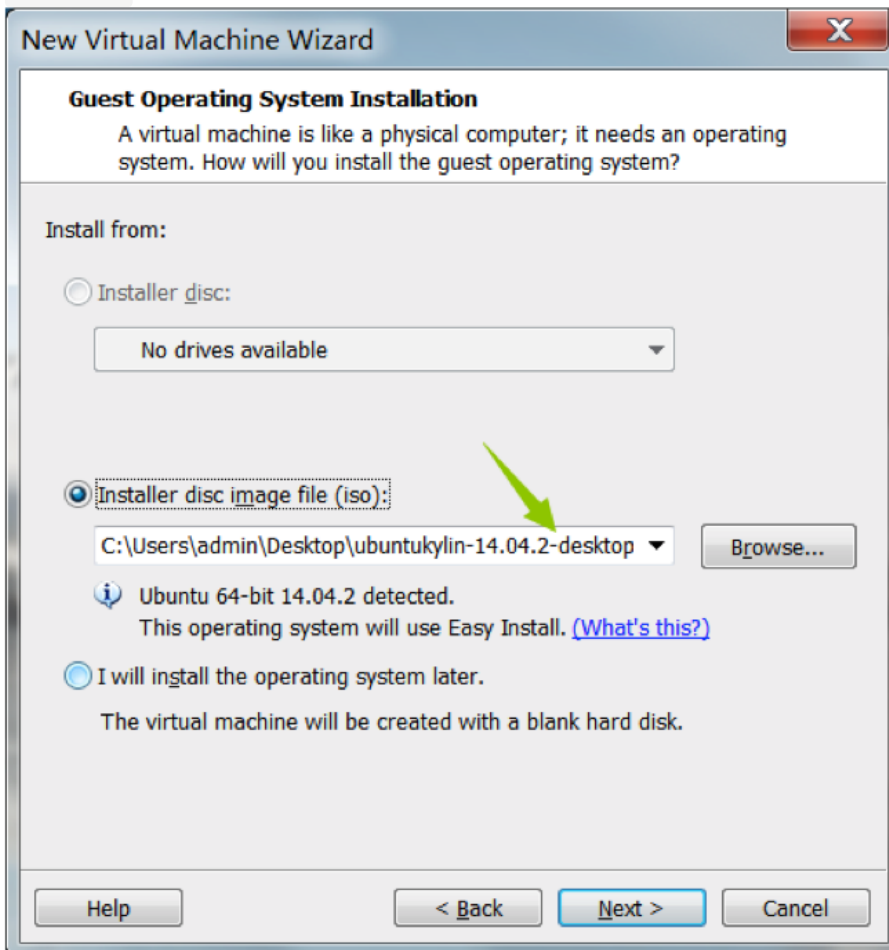 New Virtual Machine Wizard
X
Guest Operating System Installation
A virtual machine is like a physical computer; it needs an operating
system. How will you install the guest operating system?
Install from:
Installer disc:
No drives available
Installer disc image file (iso):
C:\Users\admin\Desktop\ubuntukylin-14.04.2-desktop
Browse...
Ubuntu 64-bit 14.04.2 detected.
This operating system will use Easy Install. (What's this?)
I will install the operating system later.
The virtual machine will be created with a blank hard disk.
Help
< Back
Next >
Cancel